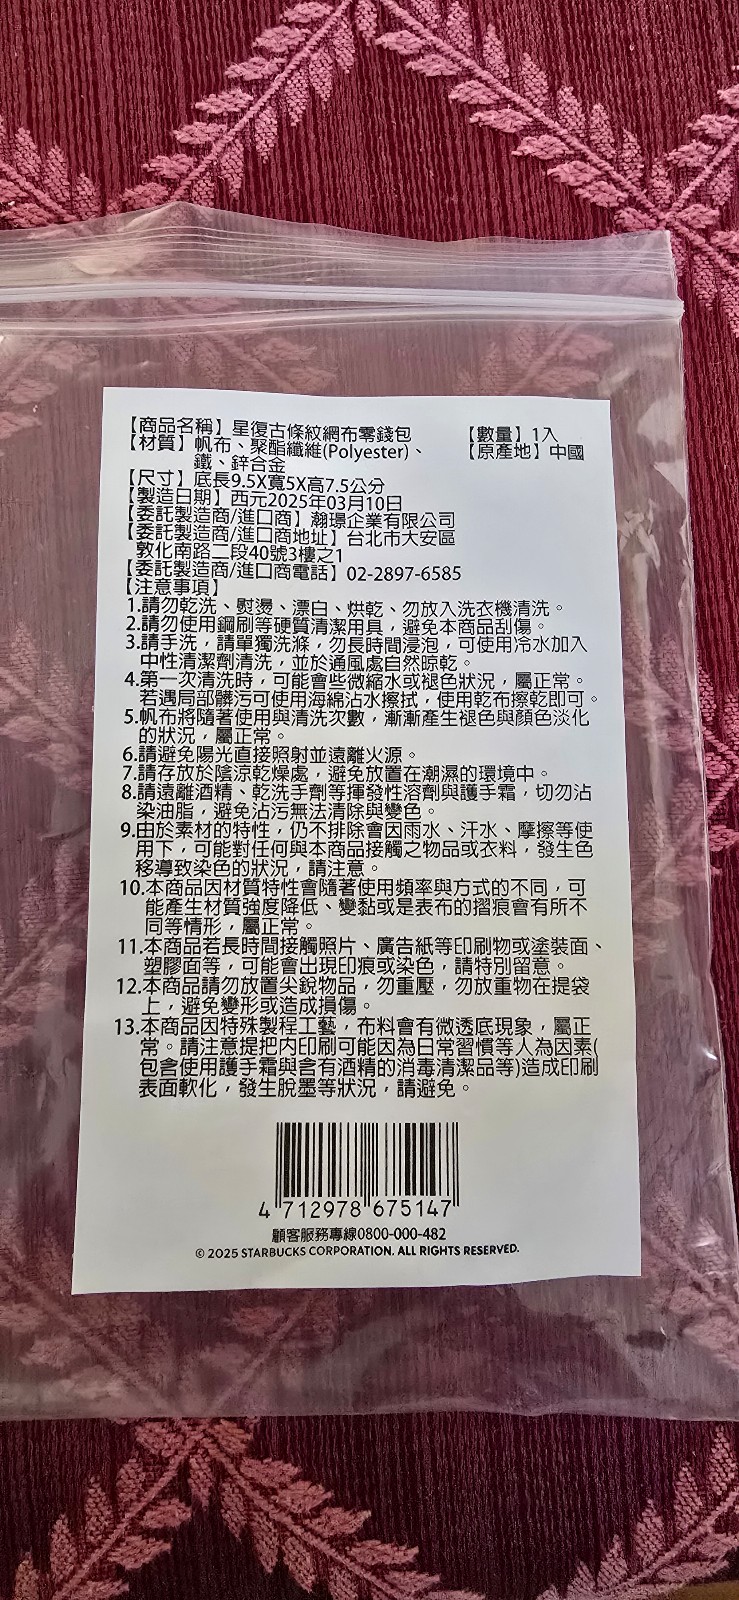 【商品名稱】星復古條紋網布零錢包 【數量】1入
【材質】帆布、聚酯纖維(Polyester)、 【原產地】中國
鐵、鋅合金
【尺寸】底長9.5X寬5X高7.5公分
【製造日期】西元2025年03月10日
【委託製造商/進口商】瀚璟企業有限公司
【委託製造商/進口商地址】台北市大安區
敦化南路二段40號3樓之1
【委託製造商/進口商電話】02-2897-6585
【注意事項】
1.請勿乾洗、熨燙、漂白、烘乾、勿放入洗衣機清洗。
2.請勿使用鋼刷等硬質清潔用具，避免本商品刮傷。
3.請手洗，請單獨洗滌，勿長時間浸泡，可使用冷水加入
中性清潔劑清洗，並於通風處自然晾乾。
4.第一次清洗時，可能會些微縮水或褪色狀況，屬正常。
若遇局部髒污可使用海綿沾水擦拭，使用乾布擦乾即可。
5.帆布將隨著使用與清洗次數，漸漸產生褪色與顏色淡化
的狀況，屬正常。
6.請避免陽光直接照射並遠離火源。
7.請存放於陰涼乾燥處，避免放置在潮濕的環境中。
8.請遠離酒精、乾洗手劑等揮發性溶劑與護手霜，切勿沾
染油脂，避免沾污無法清除與變色。
9.由於素材的特性，仍不排除會因雨水、汗水、摩擦等使
用下，可能對任何與本商品接觸之物品或衣料，發生色
移導致染色的狀況，請注意。
10.本商品因材質特性會隨著使用頻率與方式的不同，可
能產生材質強度降低、變黏或是表布的摺痕會有所不
同等情形，屬正常。
11.本商品若長時間接觸照片、廣告紙等印刷物或塗裝面、
塑膠面等，可能會出現印痕或染色，請特別留意。
12.本商品請勿放置尖銳物品，勿重壓，勿放重物在提袋
上，避免變形或造成損傷。
13.本商品因特殊製程工藝，布料會有微透底現象，屬正
常。請注意提把內印刷可能因為日常習慣等人為因素(
包含使用護手霜與含有酒精的消毒清潔品等)造成印刷
表面軟化，發生脫墨等狀況，請避免。
4 712978 675147
顧客服務專線0800-000-482
© 2025 STARBUCKS CORPORATION. ALL RIGHTS RESERVED.